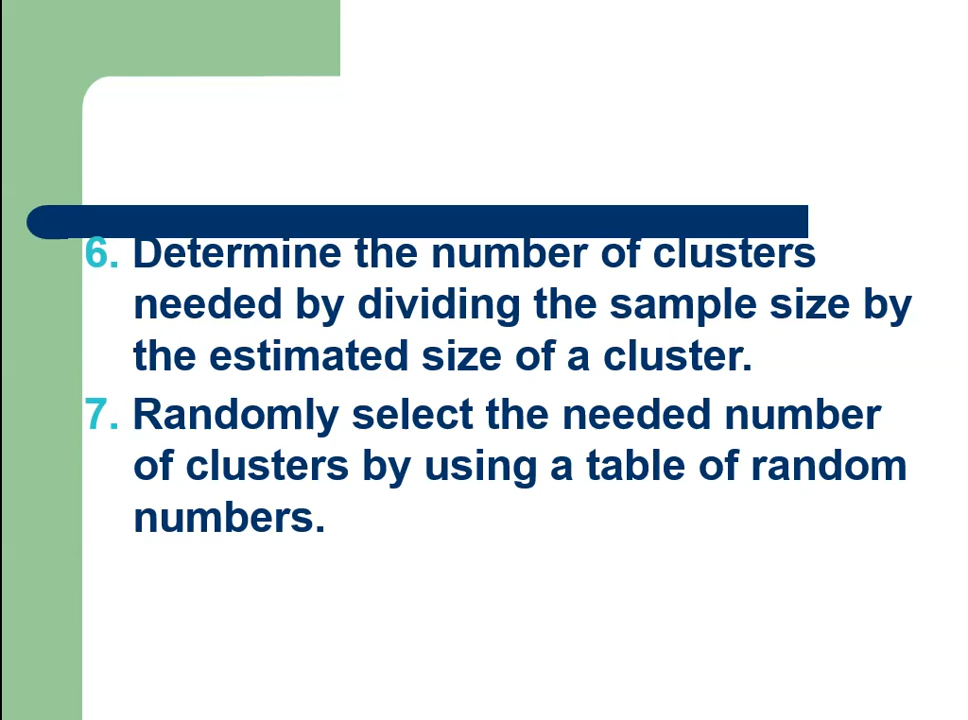 6. Determine the number of clusters
needed by dividing the sample size by
the estimated size of a cluster.
7. Randomly select the needed number
of clusters by using a table of random
numbers.